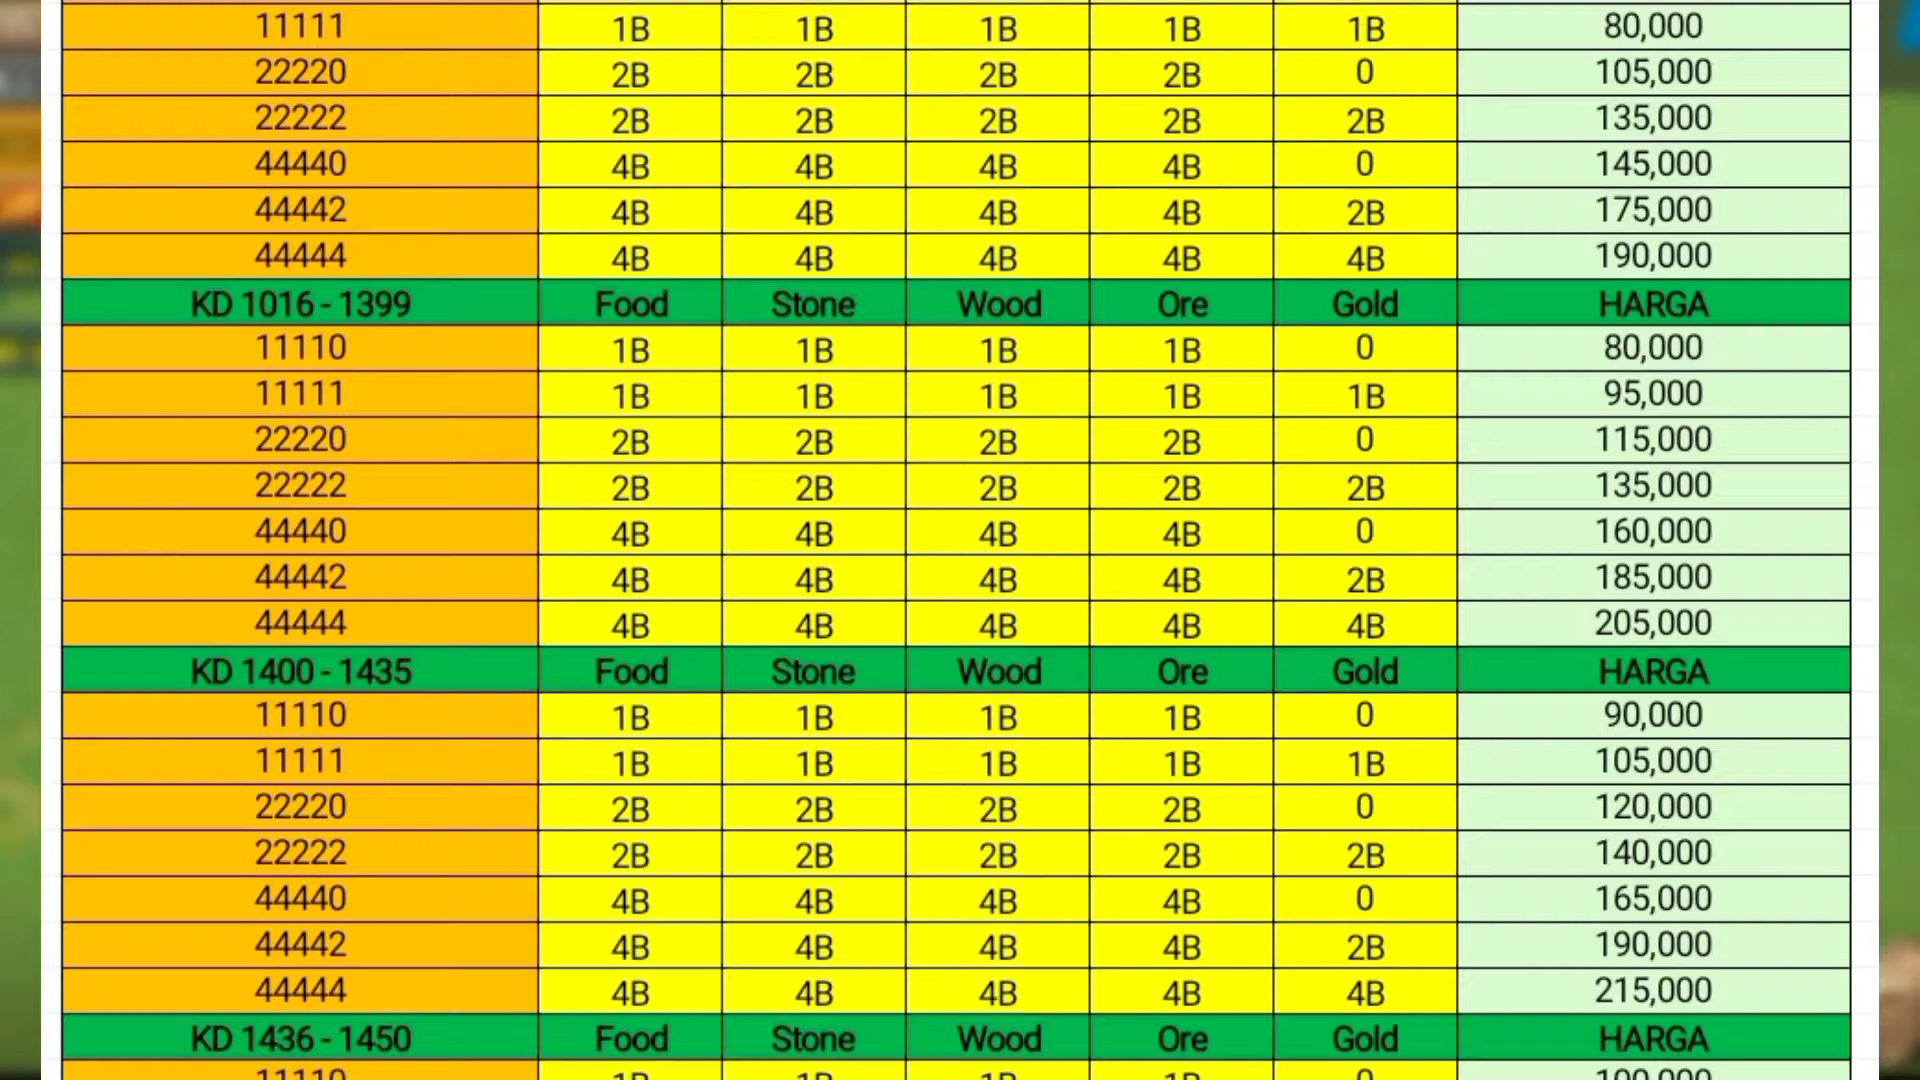 11111 1B 1B 1B 1B 1B 80,000
22220 2B 2B 2B 2B 0 105,000
22222 2B 2B 2B 2B 2B 135,000
44440 4B 4B 4B 4B 0 145,000
44442 4B 4B 4B 4B 2B 175,000
44444 4B 4B 4B 4B 4B 190,000
KD 1016 - 1399 Food Stone Wood Ore Gold HARGA
11110 1B 1B 1B 1B 0 80,000
11111 1B 1B 1B 1B 1B 95,000
22220 2B 2B 2B 2B 0 115,000
22222 2B 2B 2B 2B 2B 135,000
44440 4B 4B 4B 4B 0 160,000
44442 4B 4B 4B 4B 2B 185,000
44444 4B 4B 4B 4B 4B 205,000
KD 1400 - 1435 Food Stone Wood Ore Gold HARGA
11110 1B 1B 1B 1B 0 90,000
11111 1B 1B 1B 1B 1B 105,000
22220 2B 2B 2B 2B 0 120,000
22222 2B 2B 2B 2B 2B 140,000
44440 4B 4B 4B 4B 0 165,000
44442 4B 4B 4B 4B 2B 190,000
44444 4B 4B 4B 4B 4B 215,000
KD 1436 - 1450 Food Stone Wood Ore Gold HARGA